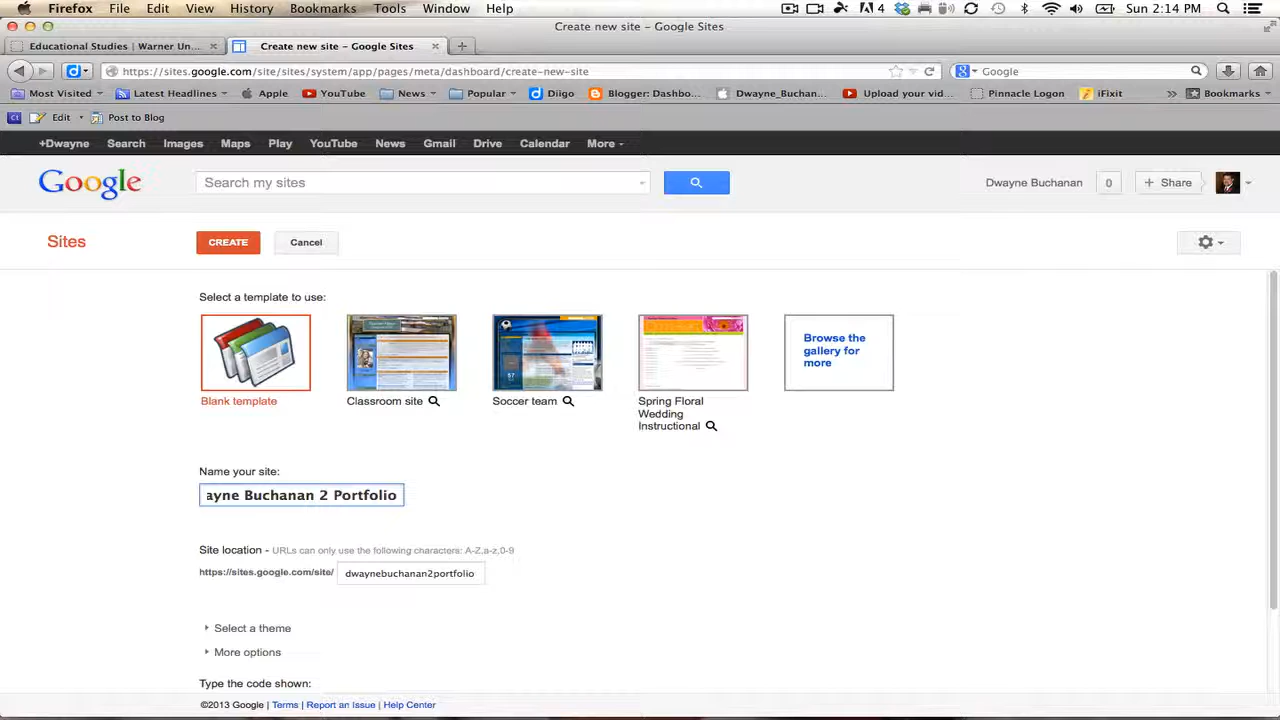 Firefox File Edit View History Bookmarks Tools Window Help 4 Sun 2:14 PM
Create new site – Google Sites
Educational Studies | Warner Un... Create new site – Google Sites
https://sites.google.com/site/sites/system/app/pages/meta/dashboard/create-new-site Google
Most Visited Latest Headlines Apple YouTube News Popular Diigo Blogger: Dashbo... Dwayne_Buchan... Upload your vid... Pinnacle Logon iFixit » Bookmarks
Edit Post to Blog
+Dwayne Search Images Maps Play YouTube News Gmail Drive Calendar More
Google Search my sites Dwayne Buchanan 0 + Share
Sites CREATE Cancel
Select a template to use:
Browse the
gallery for
more
Blank template Classroom site Soccer team Spring Floral
Wedding
Instructional
Name your site:
ayne Buchanan 2 Portfolio
Site location - URLs can only use the following characters: A-Z,a-z,0-9
https://sites.google.com/site/ dwaynebuchanan2portfolio
Select a theme
More options
Type the code shown:
©2013 Google | Terms | Report an Issue | Help Center